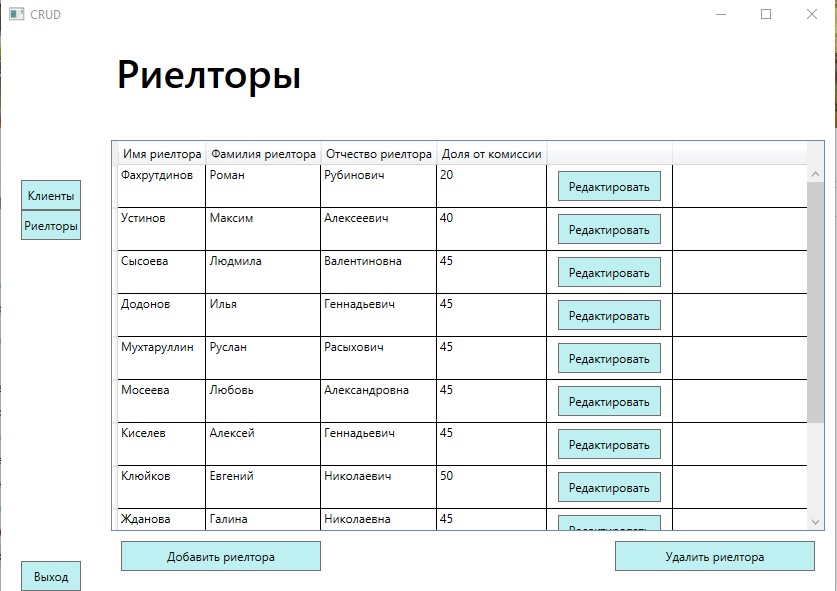 CRUD
Риелторы
Имя риелтора Фамилия риелтора Отчество риелтора Доля от комиссии
Фахрутдинов Роман Рубинович 20 Редактировать
Клиенты
Устинов Максим Алексеевич 40 Редактировать
Риелторы
Сысоева Людмила Валентиновна 45 Редактировать
Додонов Илья Геннадьевич 45 Редактировать
Мухтаруллин Руслан Расыхович 45 Редактировать
Мосеева Любовь Александровна 45 Редактировать
Киселев Алексей Геннадьевич 45 Редактировать
Клюйков Евгений Николаевич 50 Редактировать
Жданова Галина Николаевна 45 Редактировать
Добавить риелтора Удалить риелтора
Выход